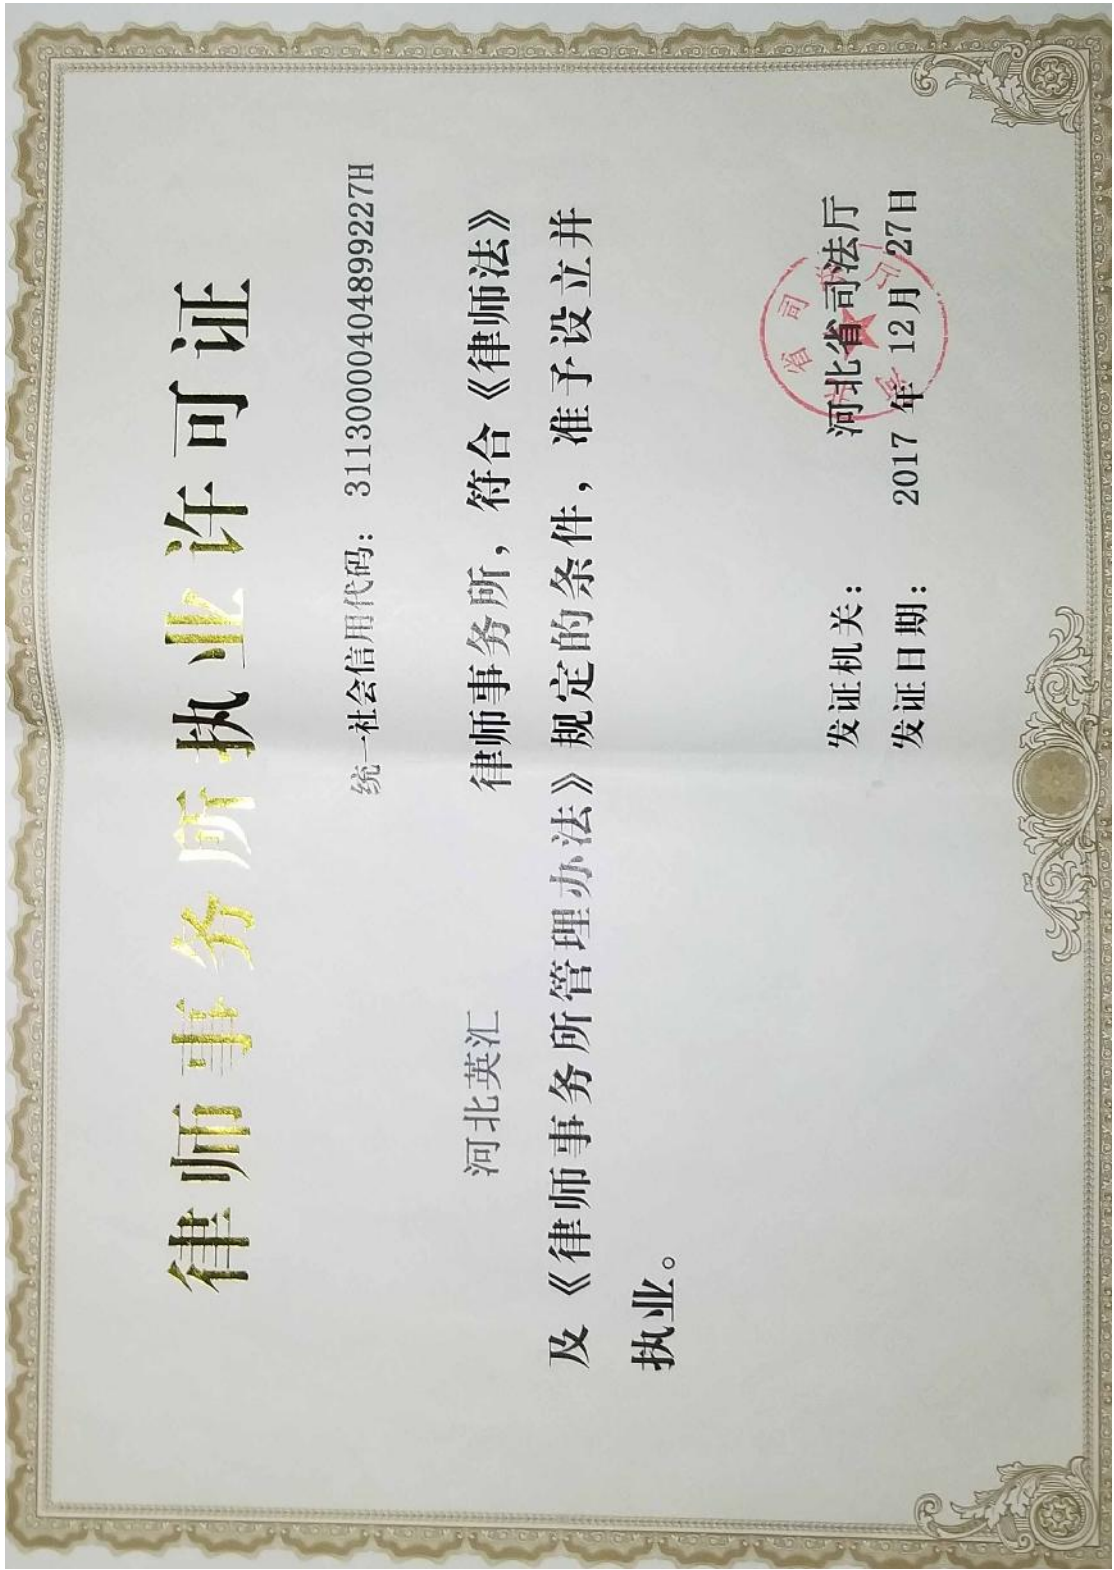 律师事务所执业许可证
统一社会信用代码：31130000404899227H
河北英汇 律师事务所，符合《律师法》
及《律师事务所管理办法》规定的条件，准予设立并
执业。
发证机关： 河北省司法厅
发证日期： 2017 年 12月 27日